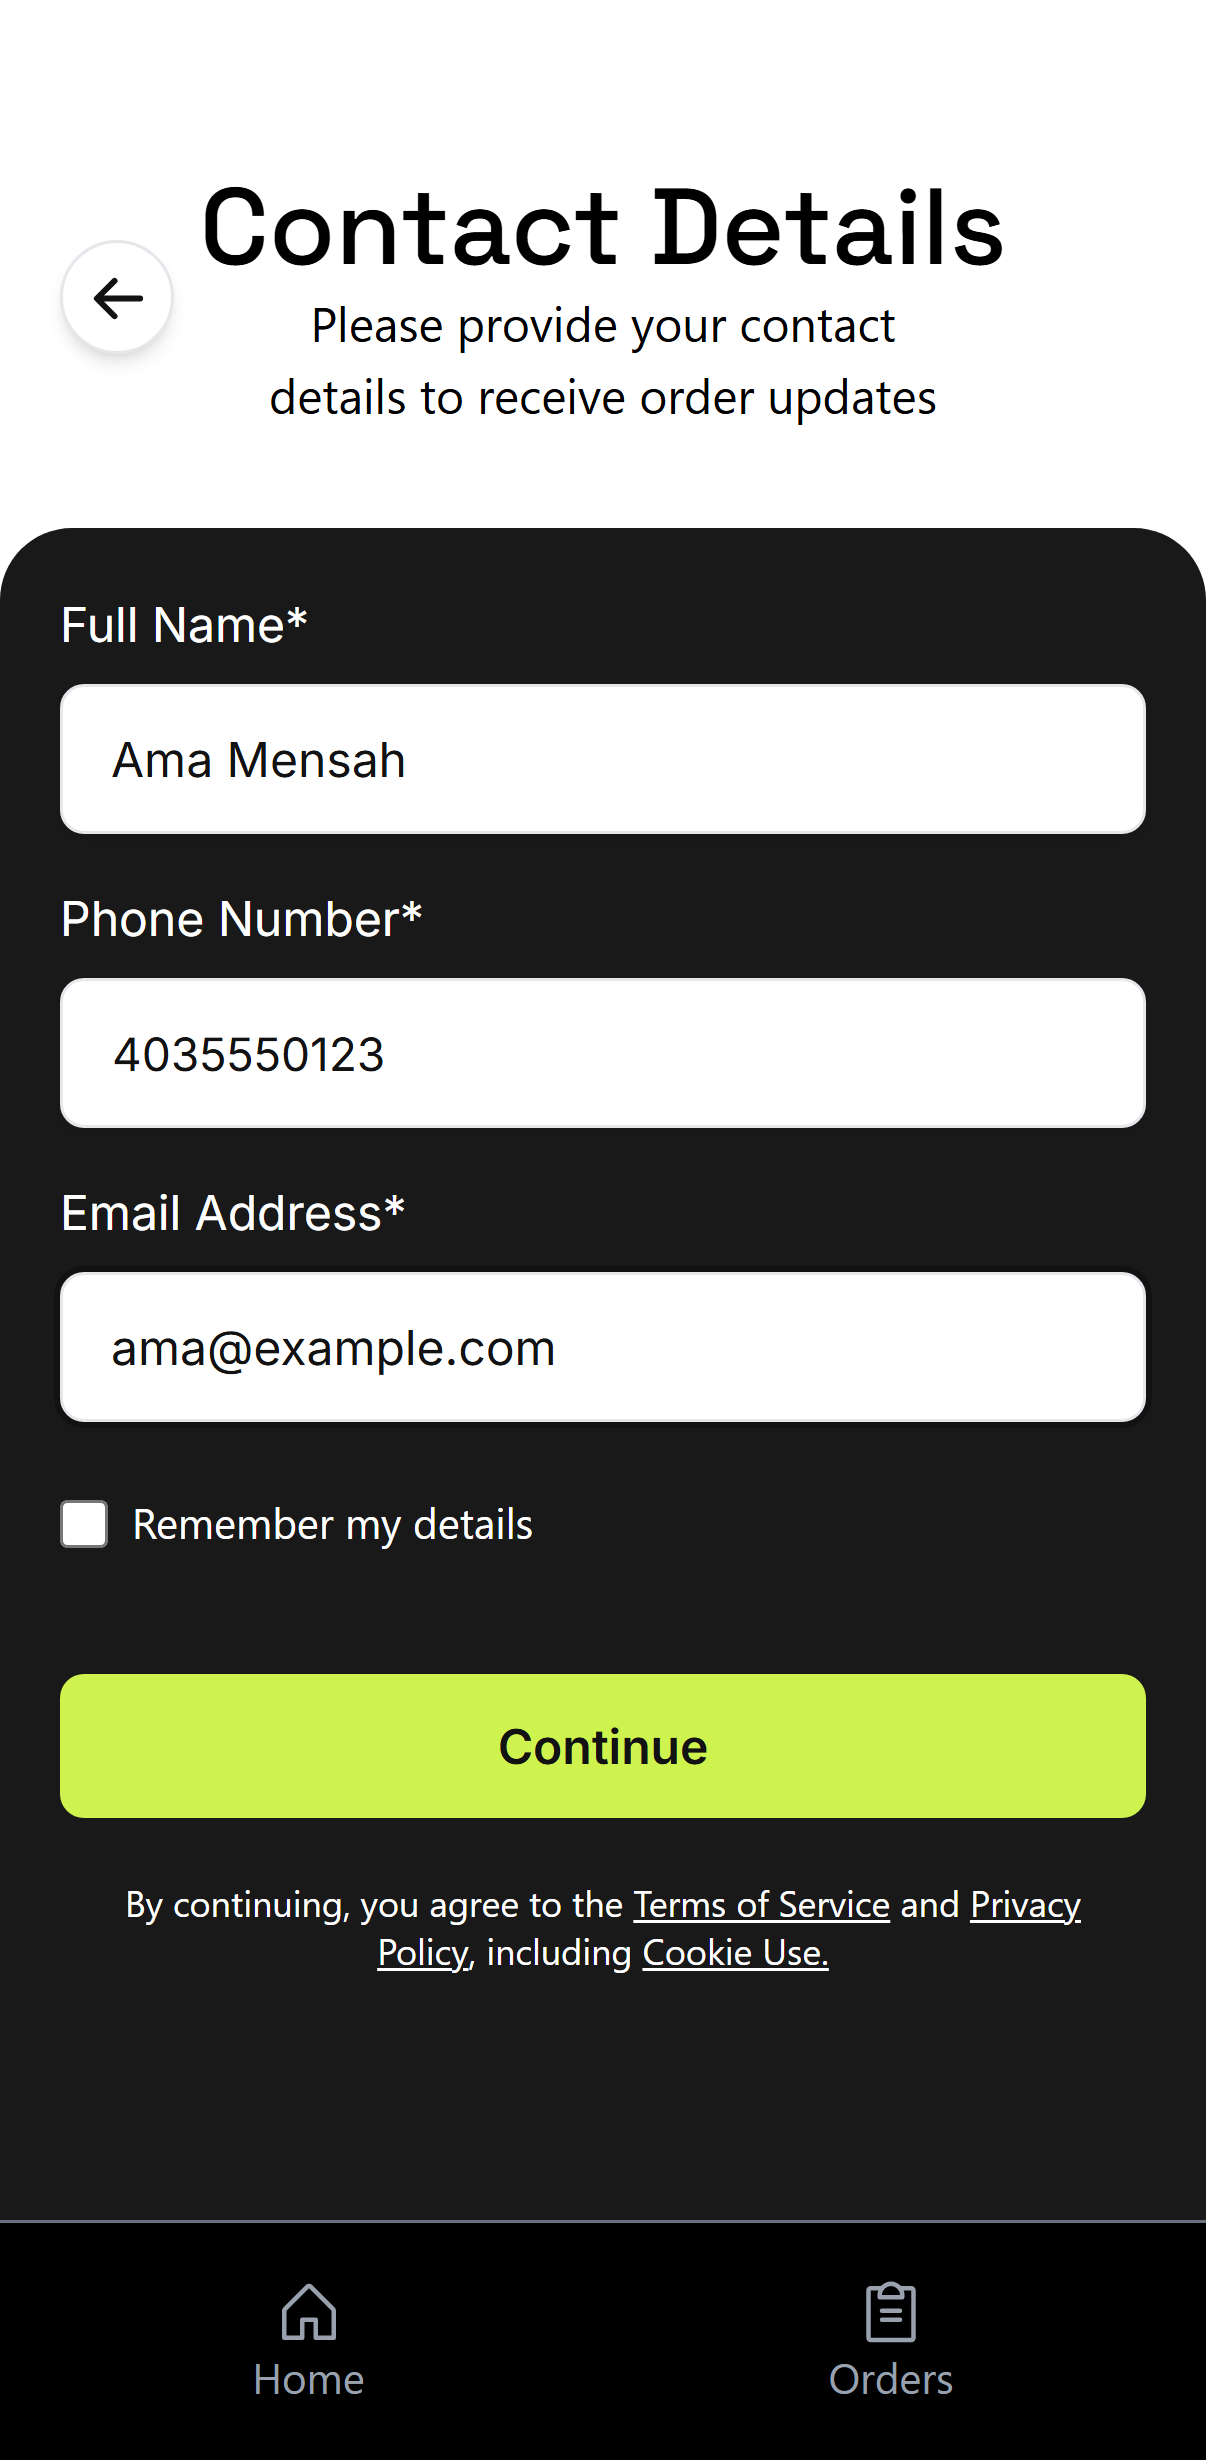 Contact Details
Please provide your contact
details to receive order updates
Full Name*
Ama Mensah
Phone Number*
4035550123
Email Address*
ama@example.com
Remember my details
Continue
By continuing, you agree to the Terms of Service and Privacy
Policy, including Cookie Use.
Home
Orders